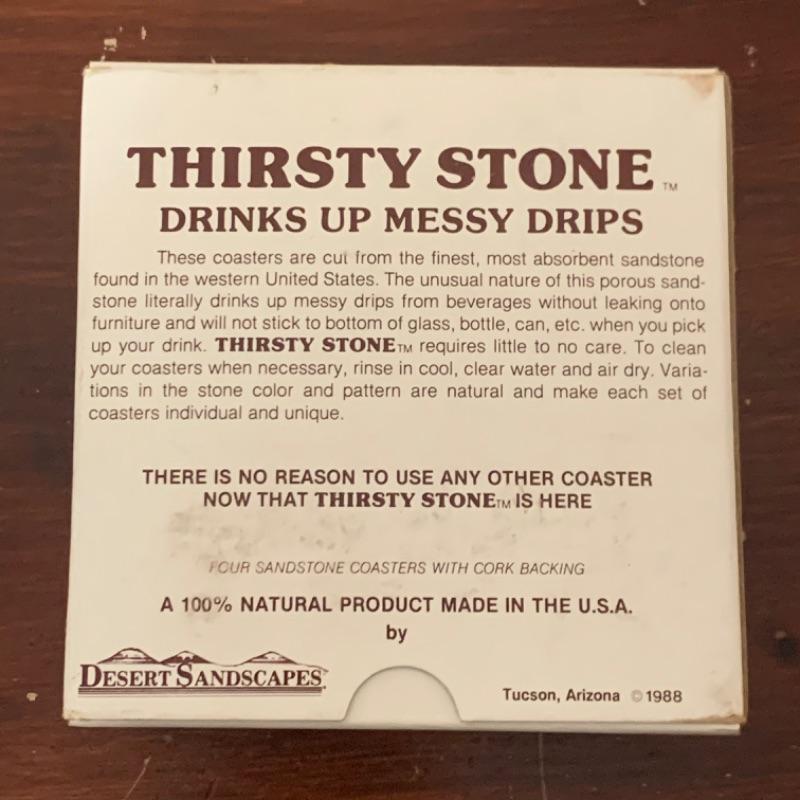 THIRSTY STONE™
DRINKS UP MESSY DRIPS
These coasters are cut from the finest, most absorbent sandstone
found in the western United States. The unusual nature of this porous sand-
stone literally drinks up messy drips from beverages without leaking onto
furniture and will not stick to bottom of glass, bottle, can, etc. when you pick
up your drink. THIRSTY STONE™ requires little to no care. To clean
your coasters when necessary, rinse in cool, clear water and air dry. Varia-
tions in the stone color and pattern are natural and make each set of
coasters individual and unique.
THERE IS NO REASON TO USE ANY OTHER COASTER
NOW THAT THIRSTY STONE™ IS HERE
FOUR SANDSTONE COASTERS WITH CORK BACKING
A 100% NATURAL PRODUCT MADE IN THE U.S.A.
by
DESERT SANDSCAPES™
Tucson, Arizona ©1988